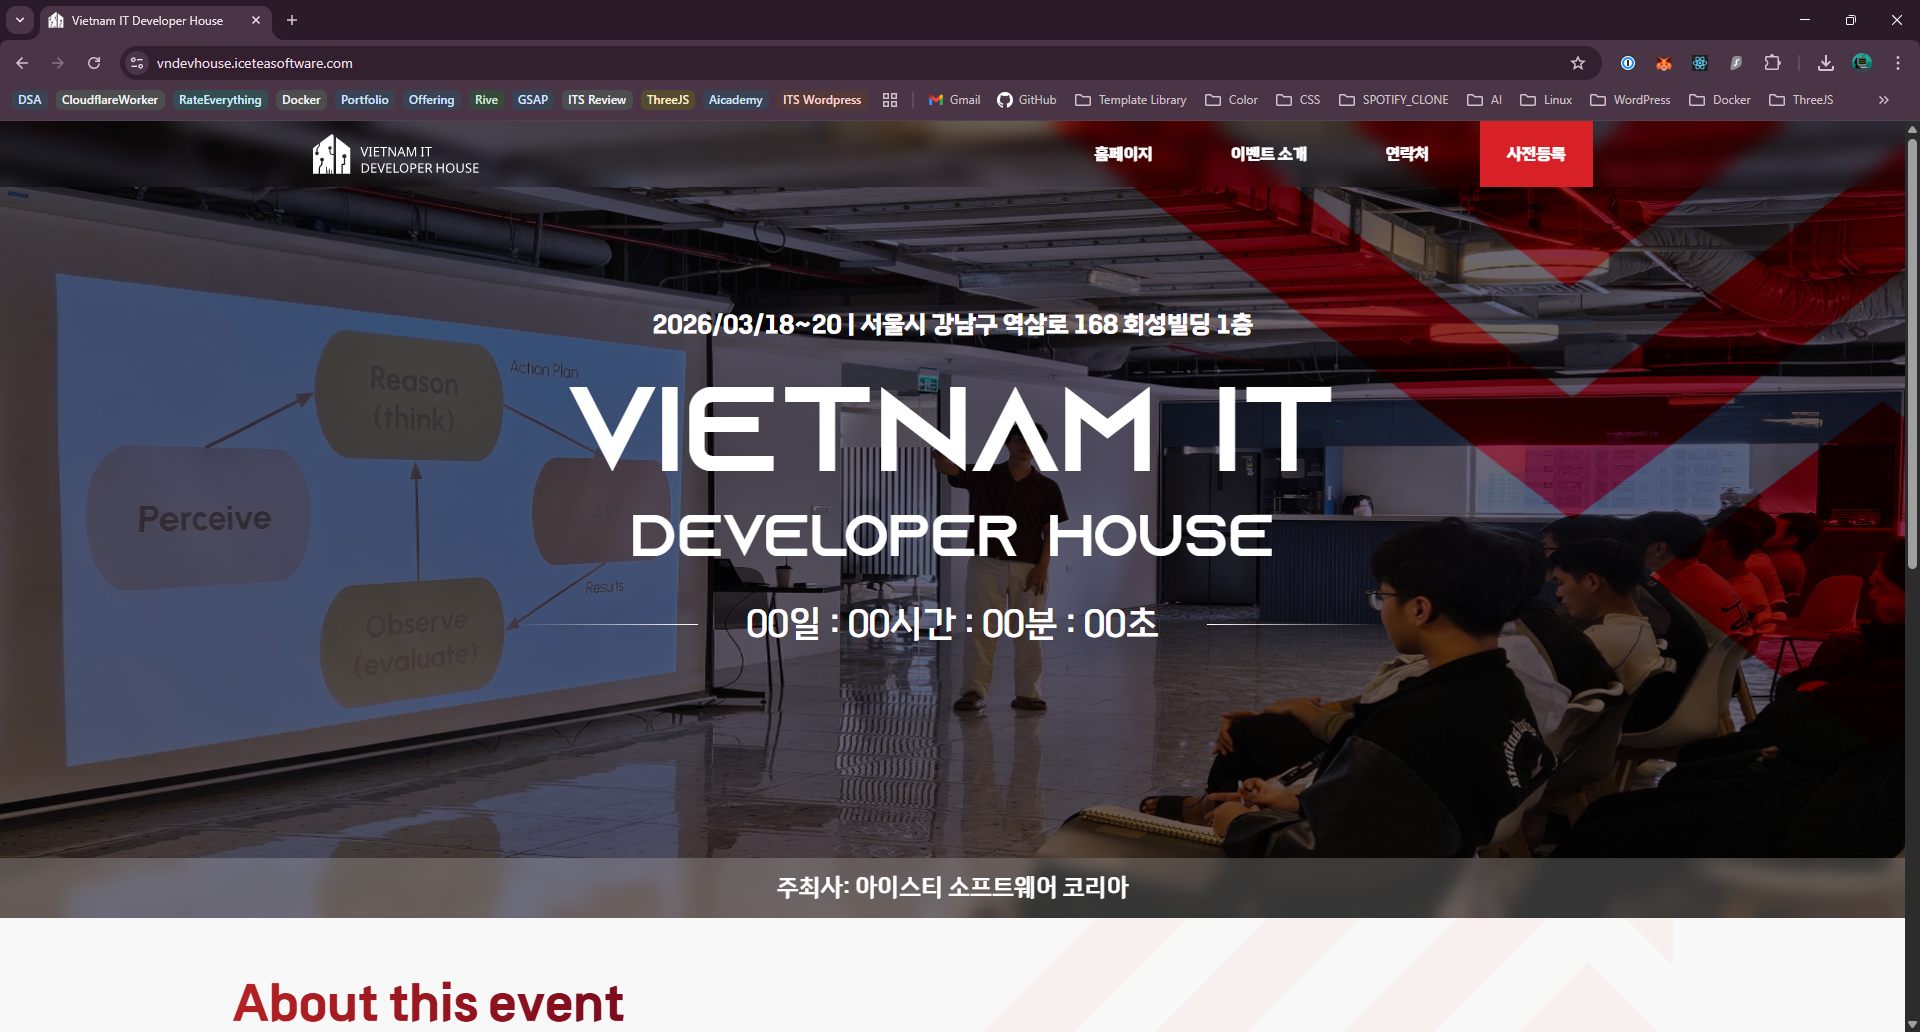 Vietnam IT Developer House
vndevhouse.iceteasoftware.com
DSA CloudflareWorker RateEverything Docker Portfolio Offering Rive GSAP ITS Review ThreeJS Aicademy ITS Wordpress Gmail GitHub Template Library Color CSS SPOTIFY_CLONE AI Linux WordPress Docker ThreeJS
VIETNAM IT
DEVELOPER HOUSE
홈페이지 이벤트 소개 연락처 사전등록
2026/03/18~20 | 서울시 강남구 역삼로 168 회성빌딩 1층
VIETNAM IT
DEVELOPER HOUSE
00일 : 00시간 : 00분 : 00초
Reason
(think)
Action Plan
Perceive
Act
Results
Observe
(evaluate)
주최사: 아이스티 소프트웨어 코리아
About this event